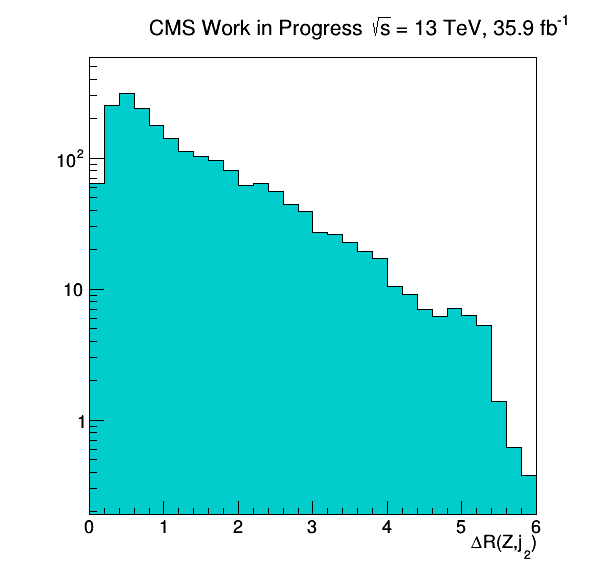 CMS Work in Progress √s = 13 TeV, 35.9 fb⁻¹
10²
10
1
0 1 2 3 4 5 6
ΔR(Z,j₂)